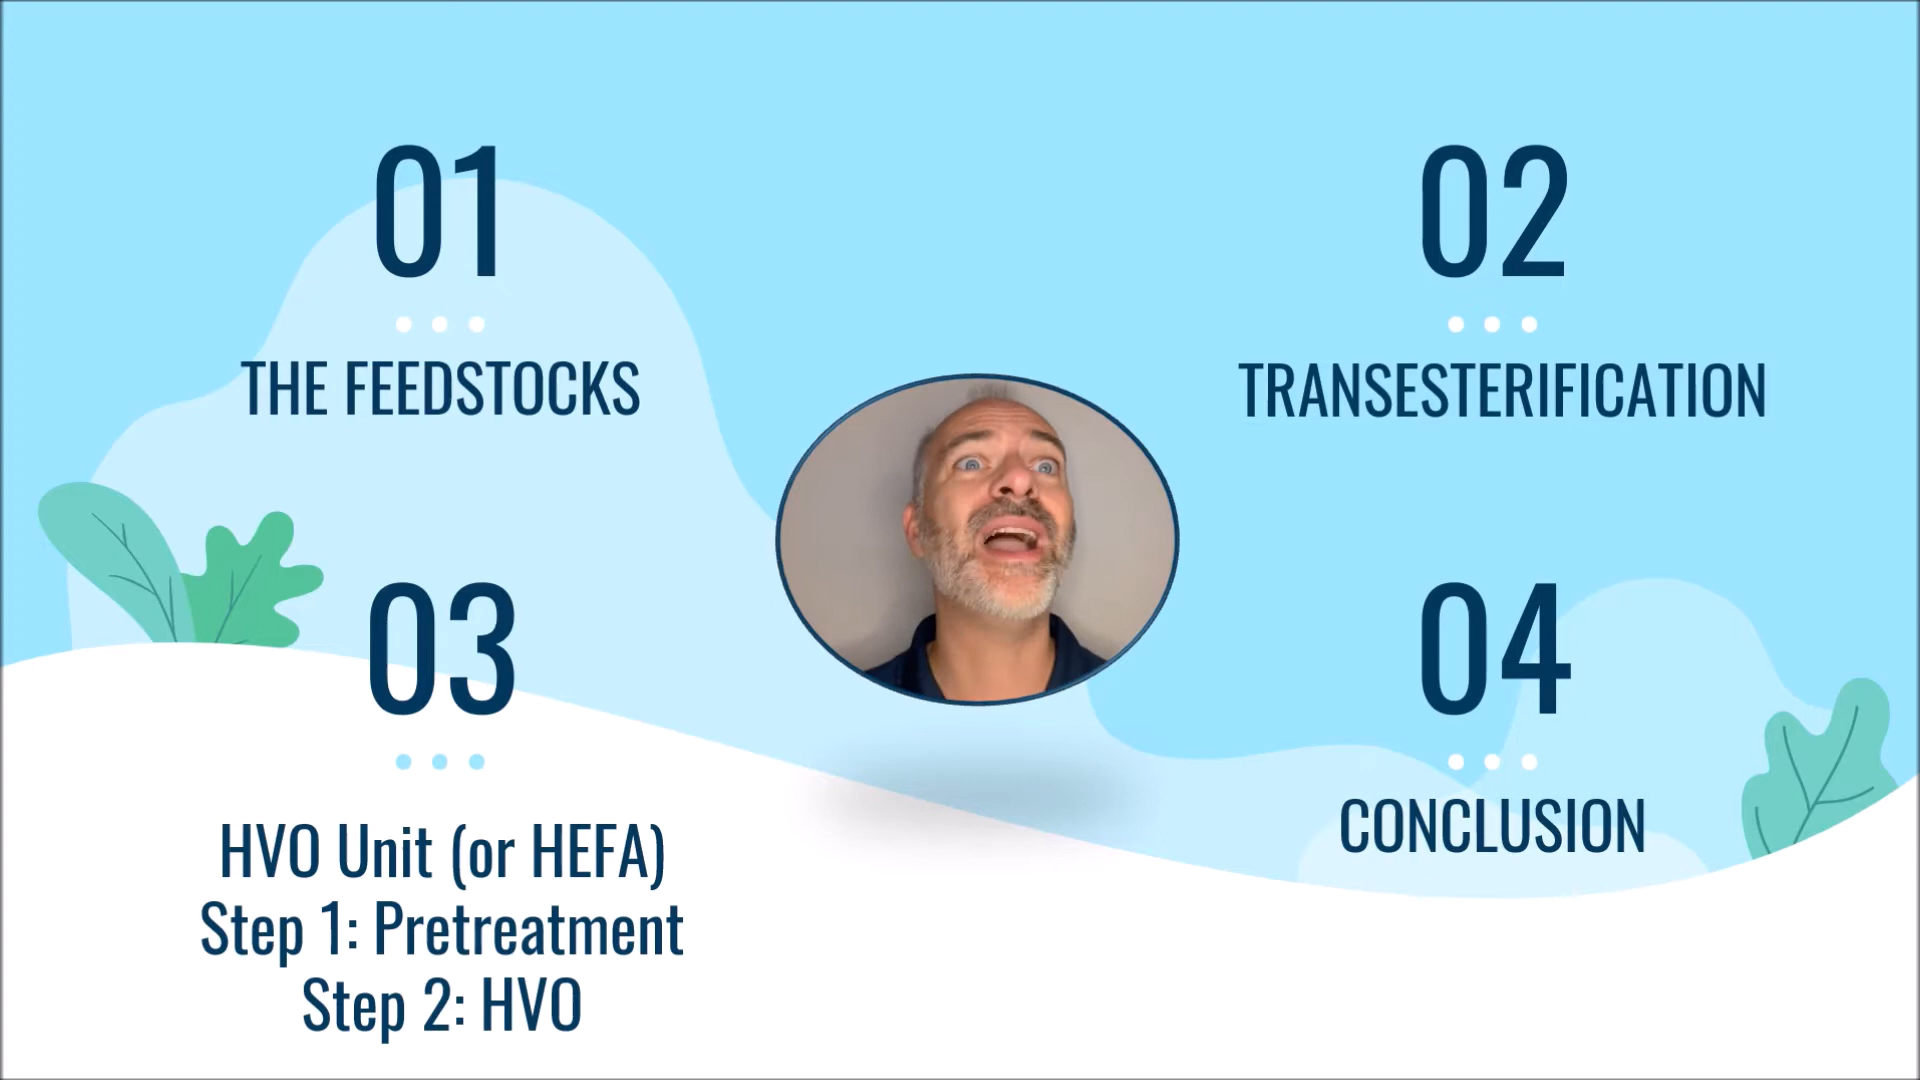 01
THE FEEDSTOCKS
02
TRANSESTERIFICATION
03
HVO Unit (or HEFA)
Step 1: Pretreatment
Step 2: HVO
04
CONCLUSION